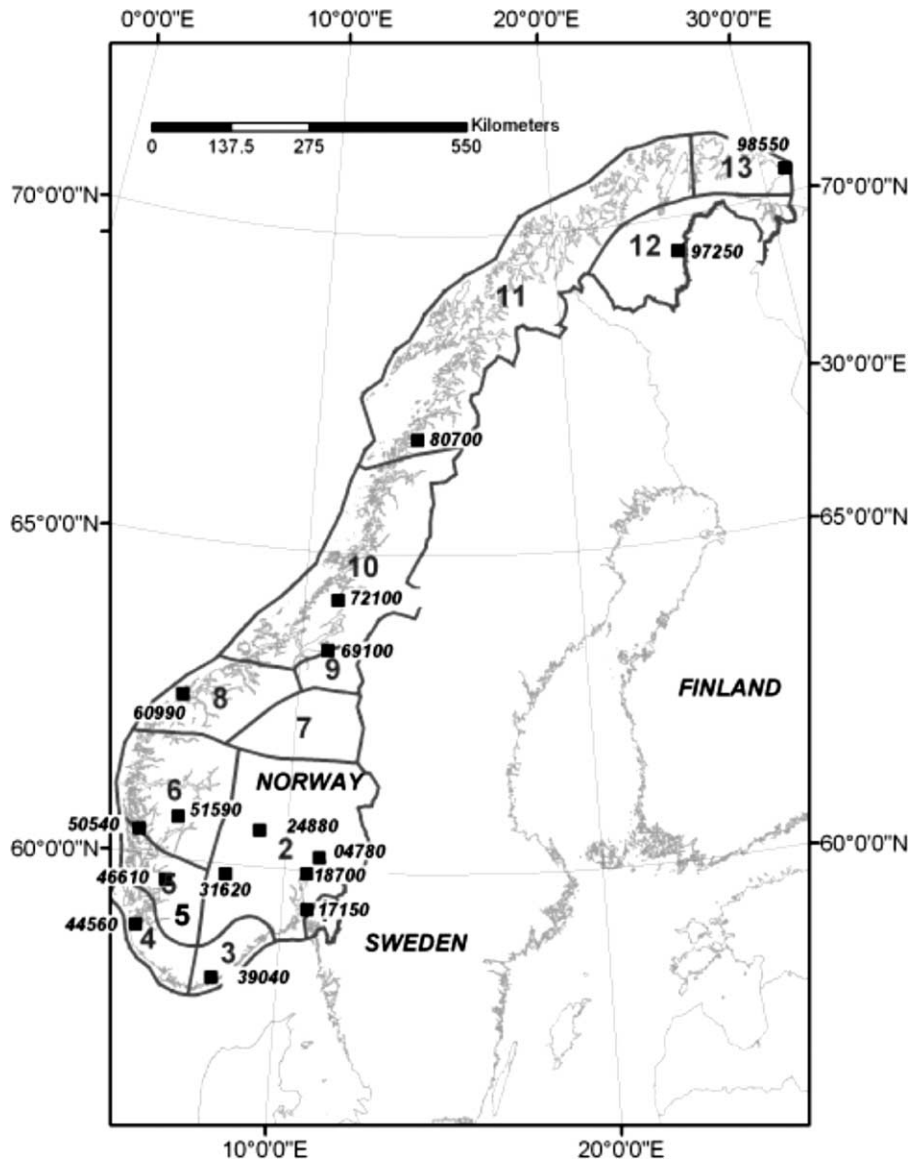 0°0'0"E 10°0'0"E 20°0'0"E 30°0'0"E
Kilometers
0 137.5 275 550
98550
13
70°0'0"N
70°0'0"N
12
97250
11
30°0'0"E
80700
65°0'0"N
65°0'0"N
10
72100
69100
9
8
FINLAND
60990
7
NORWAY
6
51590
50540
24880
2
04780
60°0'0"N
60°0'0"N
46610
5
31620
18700
17150
5
44560
4
3
SWEDEN
39040
10°0'0"E 20°0'0"E